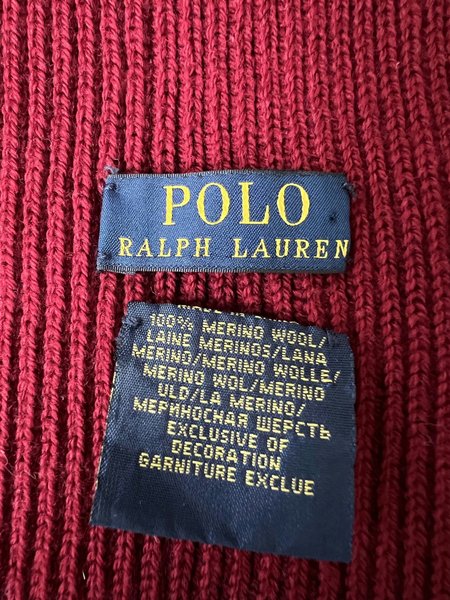 POLO
RALPH LAUREN
100% MERINO WOOL/
LAINE MERINOS/LANA
MERINO/MERINO WOLLE/
MERINO WOL/MERINO
ULD/LA MERINO/
МЕРИНОСНАЯ ШЕРСТЬ
EXCLUSIVE OF
DECORATION
GARNITURE EXCLUE